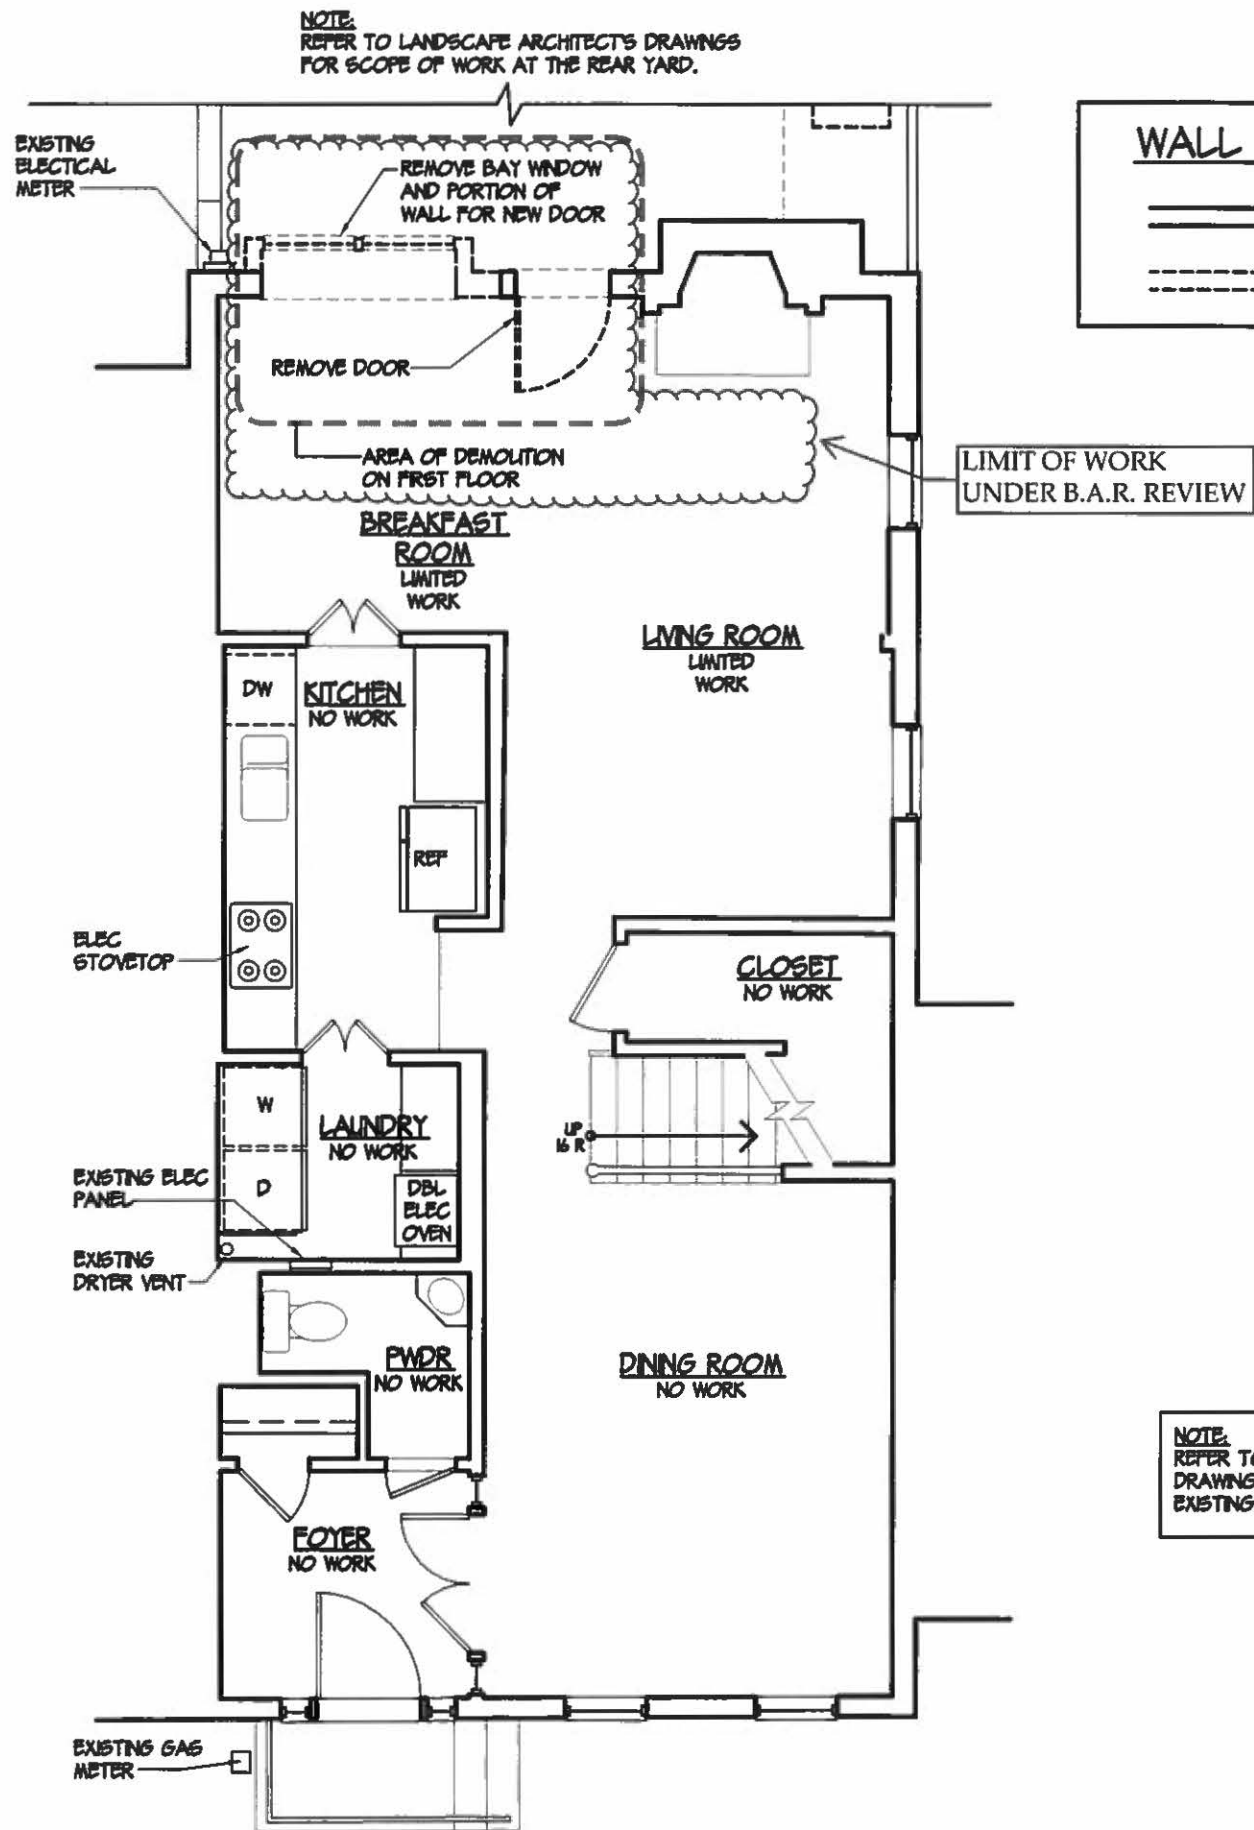 NOTE:
REFER TO LANDSCAPE ARCHITECT'S DRAWINGS
FOR SCOPE OF WORK AT THE REAR YARD.
EXISTING
ELECTICAL
METER
REMOVE BAY WINDOW
AND PORTION OF
WALL FOR NEW DOOR
WALL
REMOVE DOOR
AREA OF DEMOLITION
ON FIRST FLOOR
LIMIT OF WORK
UNDER B.A.R. REVIEW
BREAKFAST
ROOM
LIMITED
WORK
LIVING ROOM
LIMITED
WORK
DW
KITCHEN
NO WORK
REF
ELEC
STOVETOP
CLOSET
NO WORK
W
LAUNDRY
NO WORK
UP
16 R
EXISTING ELEC
PANEL
D
DBL
ELEC
OVEN
EXISTING
DRYER VENT
PWDR
NO WORK
DINING ROOM
NO WORK
NOTE:
REFER TO
DRAWING
EXISTING
FOYER
NO WORK
EXISTING GAS
METER